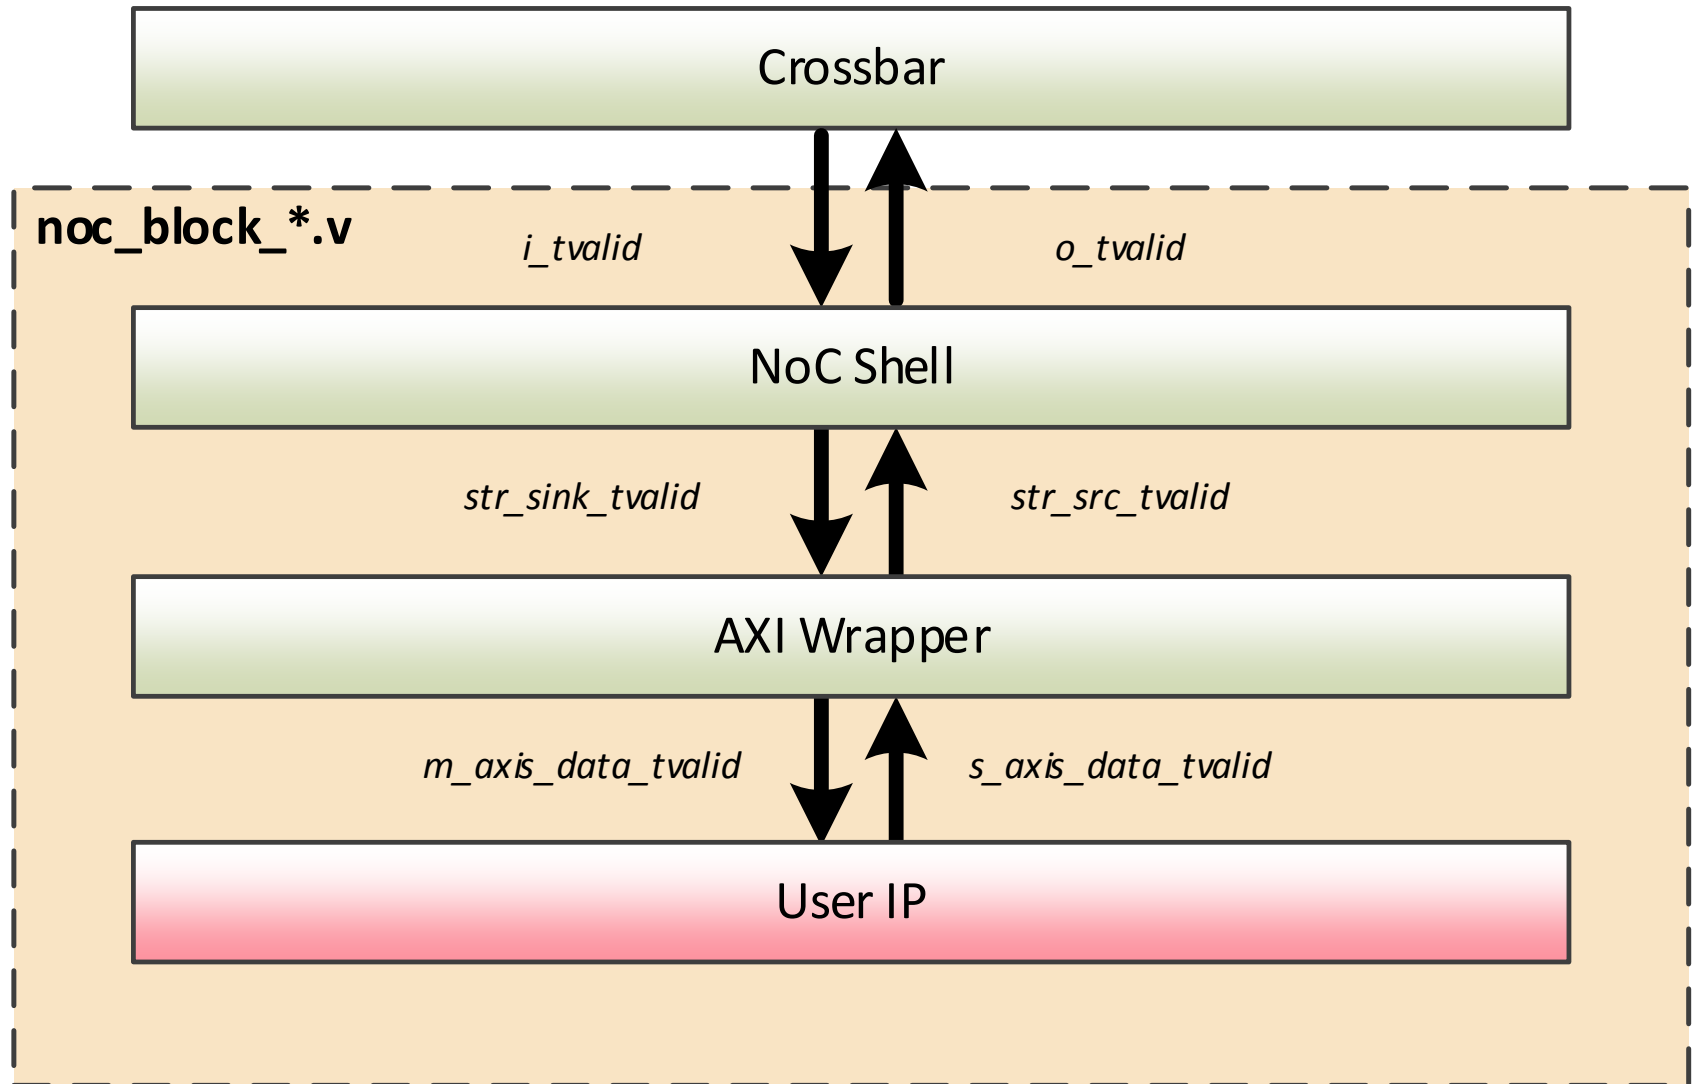 Crossbar
noc_block_*.v
i_tvalid
o_tvalid
NoC Shell
str_sink_tvalid
str_src_tvalid
AXI Wrapper
m_axis_data_tvalid
s_axis_data_tvalid
User IP